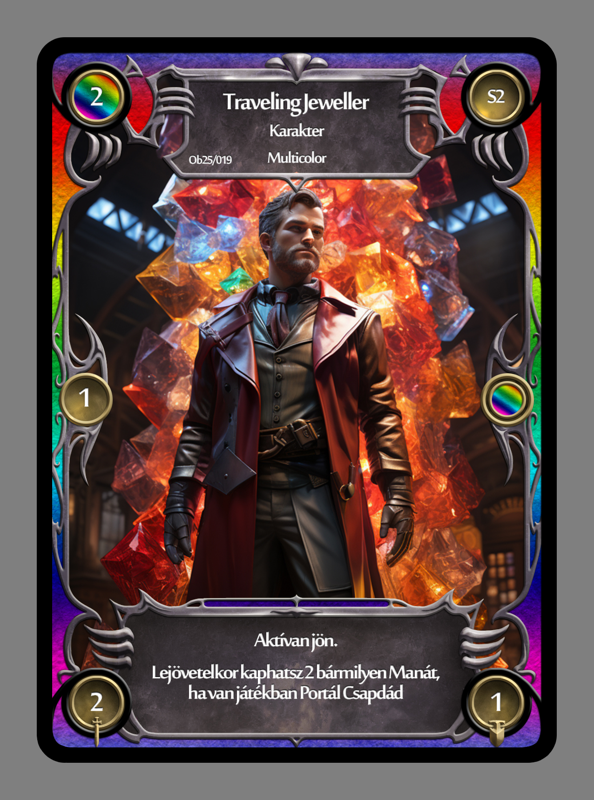 2
Traveling Jeweller
S2
Karakter
Ob25/019 Multicolor
1
Aktívan jön.
Lejövetelkor kaphatsz 2 bármilyen Manát,
ha van játékban Portál Csapdád
2
1